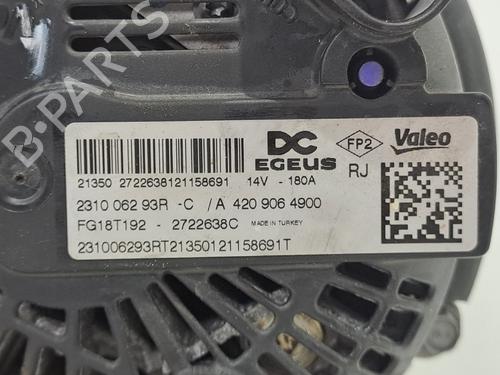 DC
EGEUS
FP2
Valeo
RJ
21350 2722638121158691 14V - 180A
2310 062 93R -C / A 420 906 4900
FG18T192 - 2722638C MADE IN TURKEY
231006293RT21350121158691T
B-PARTS